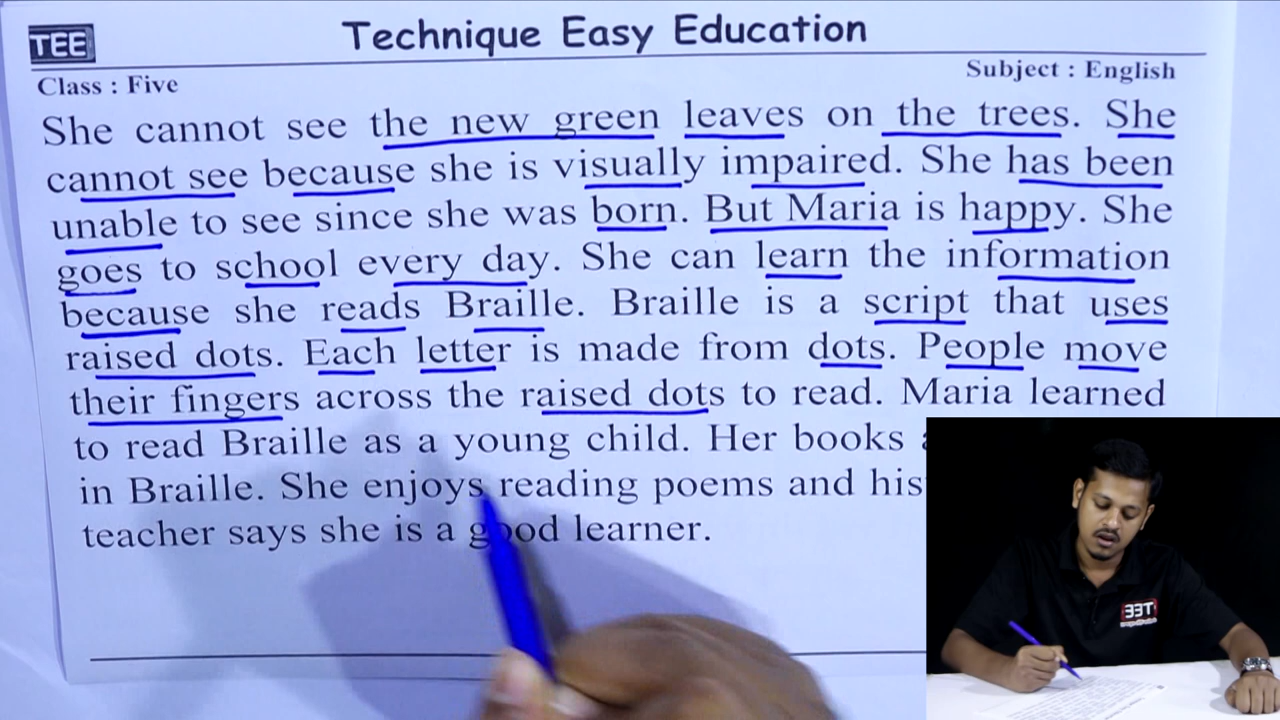 TEE
Technique Easy Education
Class : Five
Subject : English
She cannot see the new green leaves on the trees. She
cannot see because she is visually impaired. She has been
unable to see since she was born. But Maria is happy. She
goes to school every day. She can learn the information
because she reads Braille. Braille is a script that uses
raised dots. Each letter is made from dots. People move
their fingers across the raised dots to read. Maria learned
to read Braille as a young child. Her books
in Braille. She enjoys reading poems and
teacher says she is a good learner.